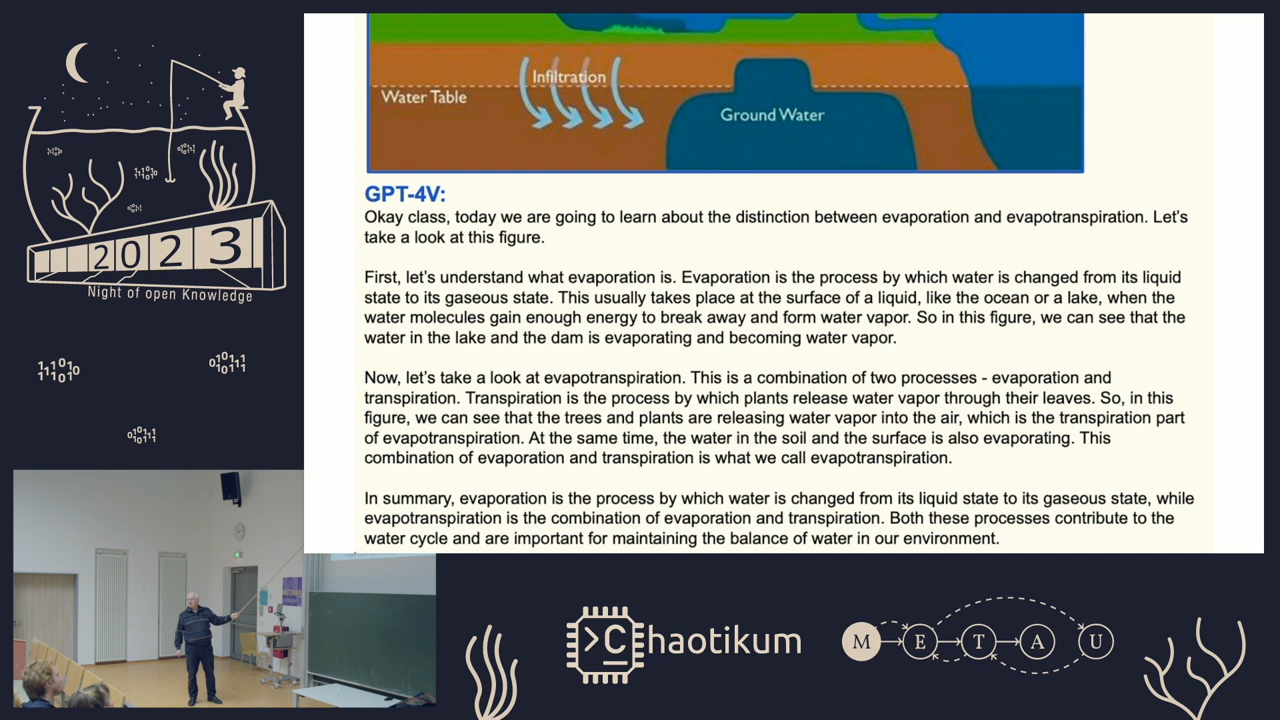 2023
Night of open Knowledge
11101
11101
010111
01011
Infiltration
Water Table
Ground Water
GPT-4V:
Okay class, today we are going to learn about the distinction between evaporation and evapotranspiration. Let's
take a look at this figure.
First, let's understand what evaporation is. Evaporation is the process by which water is changed from its liquid
state to its gaseous state. This usually takes place at the surface of a liquid, like the ocean or a lake, when the
water molecules gain enough energy to break away and form water vapor. So in this figure, we can see that the
water in the lake and the dam is evaporating and becoming water vapor.
Now, let's take a look at evapotranspiration. This is a combination of two processes - evaporation and
transpiration. Transpiration is the process by which plants release water vapor through their leaves. So, in this
figure, we can see that the trees and plants are releasing water vapor into the air, which is the transpiration part
of evapotranspiration. At the same time, the water in the soil and the surface is also evaporating. This
combination of evaporation and transpiration is what we call evapotranspiration.
In summary, evaporation is the process by which water is changed from its liquid state to its gaseous state, while
evapotranspiration is the combination of evaporation and transpiration. Both these processes contribute to the
water cycle and are important for maintaining the balance of water in our environment.
>Chaotikum
M E T A U